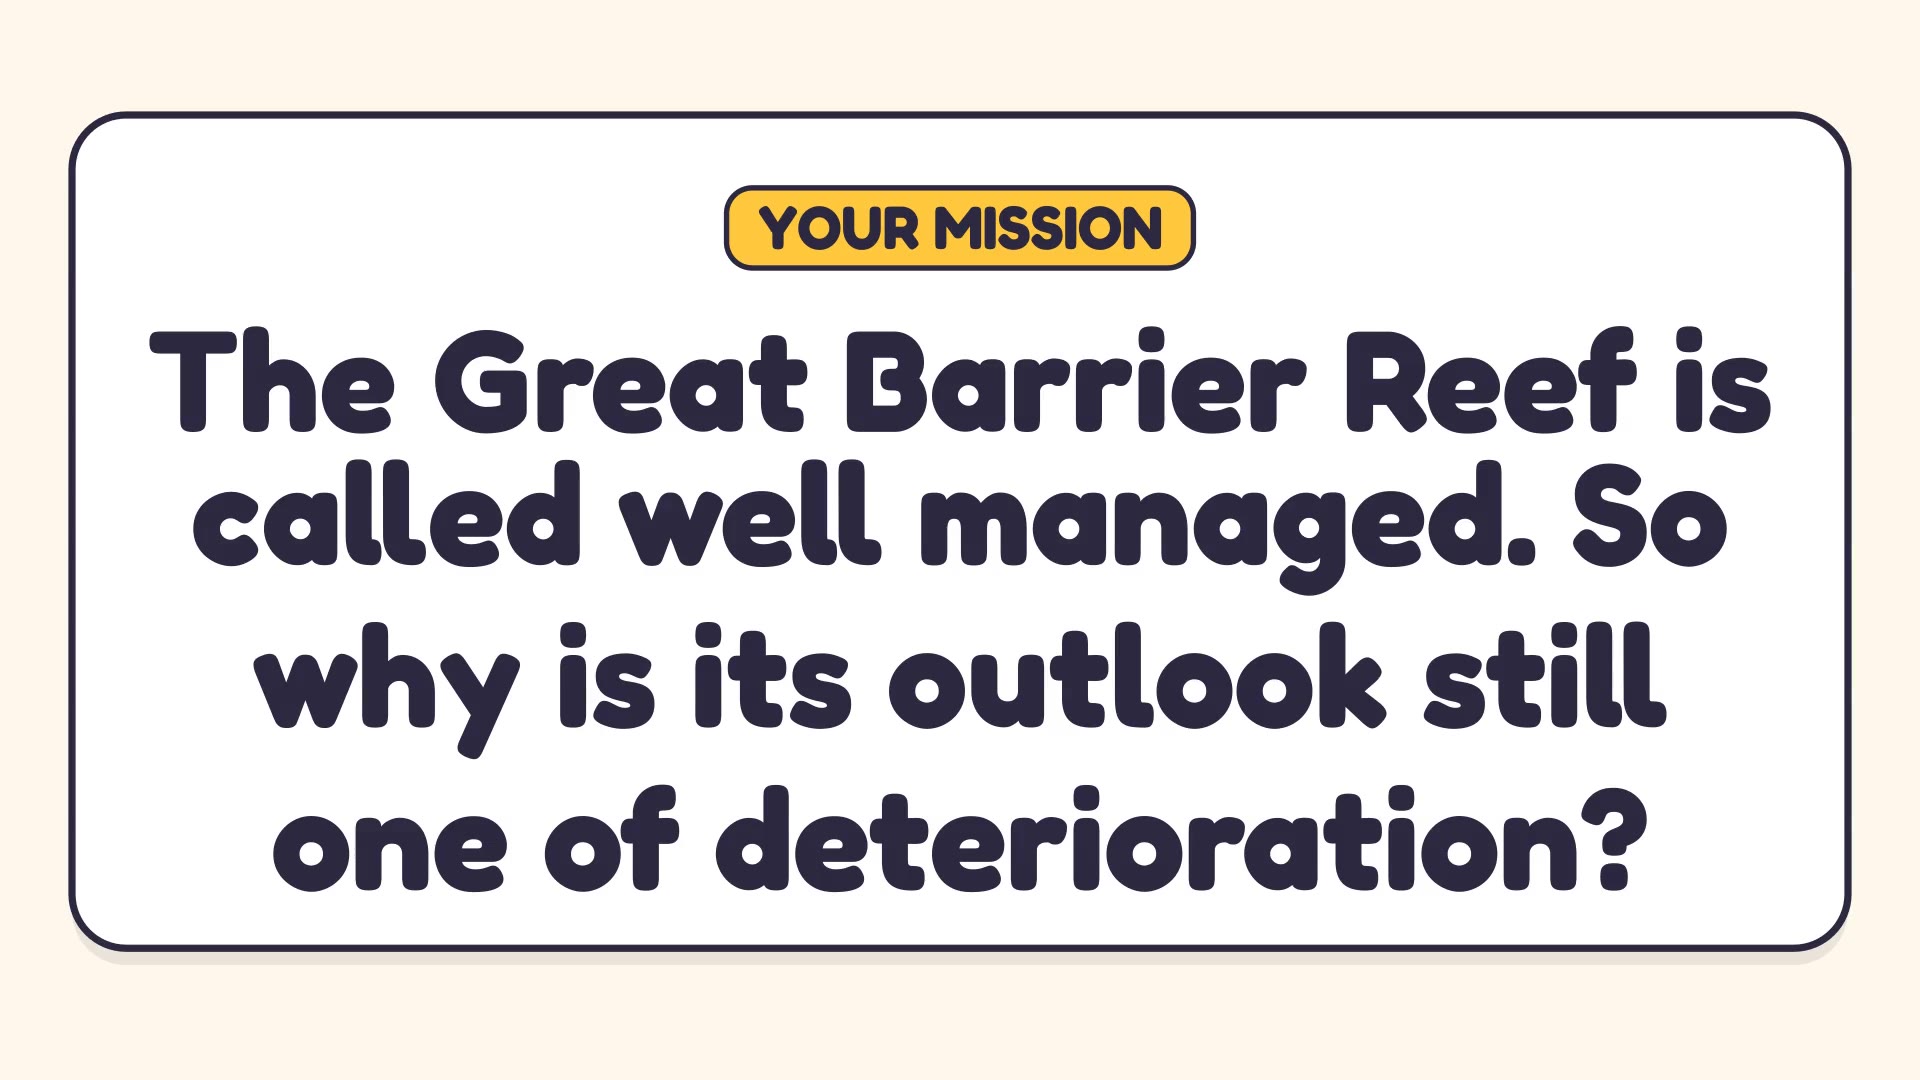 YOUR MISSION
The Great Barrier Reef is
called well managed. So
why is its outlook still
one of deterioration?